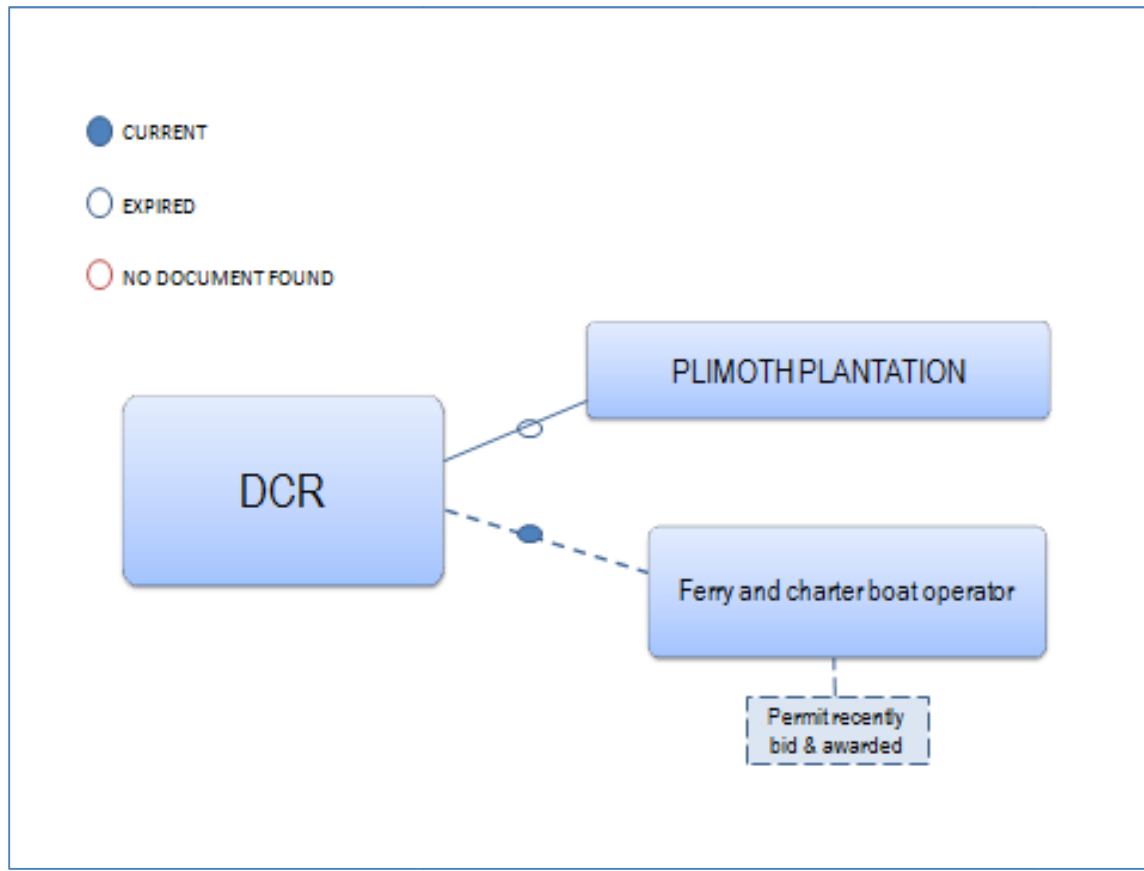 CURRENT
EXPIRED
NO DOCUMENT FOUND
PLIMOTH PLANTATION
DCR
Ferry and charter boat operator
Permit recently
bid & awarded